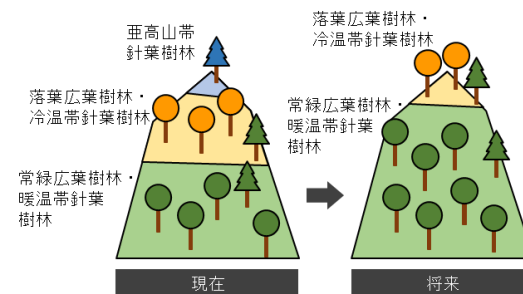 亜高山帯
針葉樹林
落葉広葉樹林・
冷温帯針葉樹林
常緑広葉樹林・
暖温帯針葉
樹林
現在
落葉広葉樹林・
冷温帯針葉樹林
常緑広葉樹林・
暖温帯針葉
樹林
将来